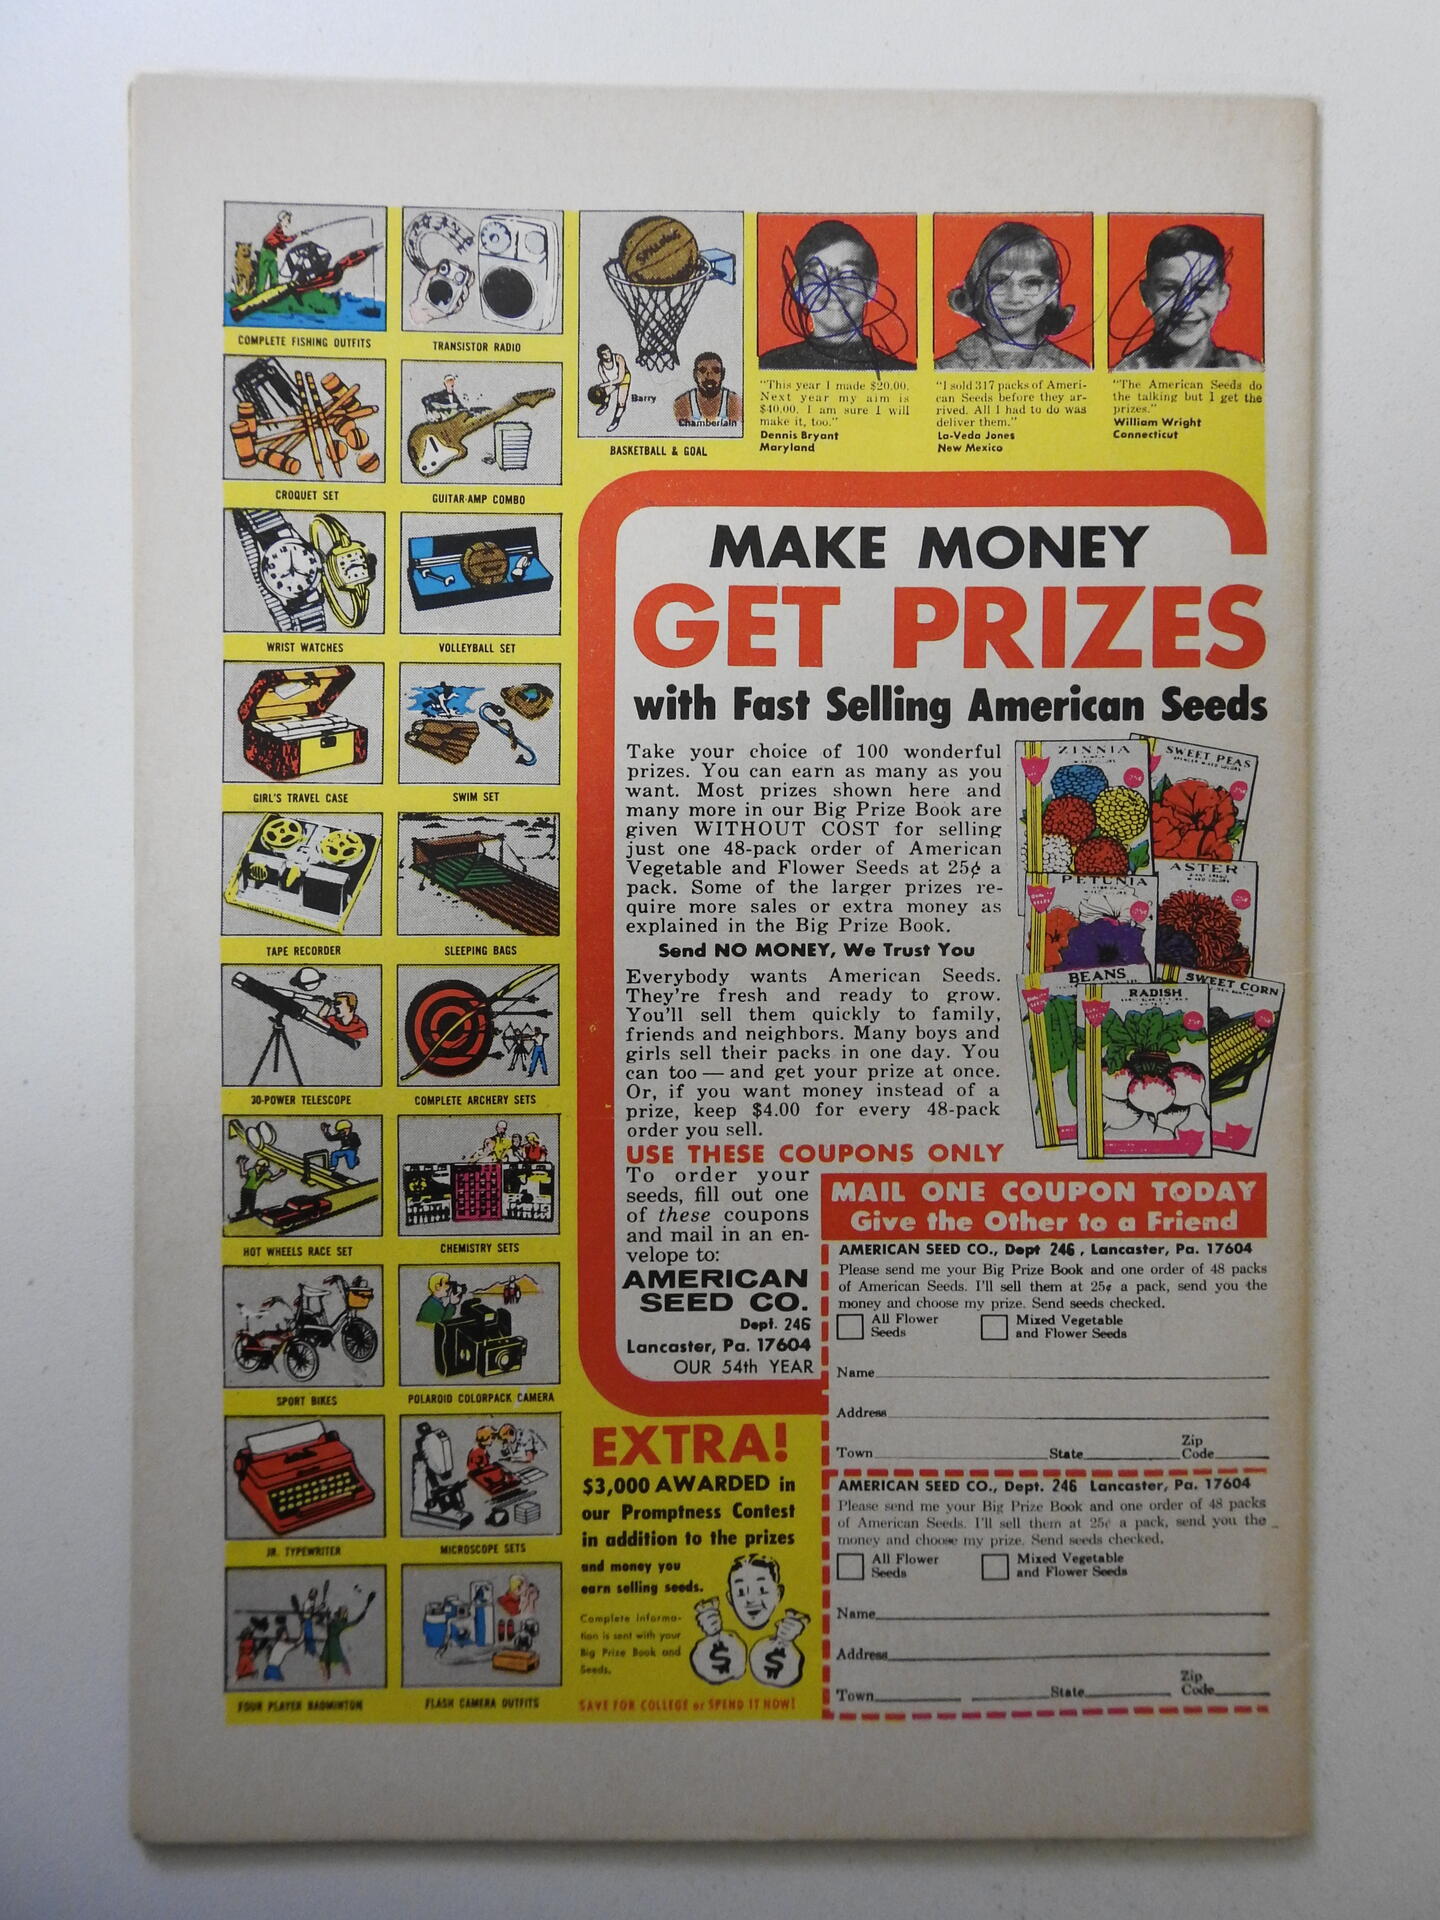 COMPLETE FISHING OUTFITS
TRANSISTOR RADIO
SPALDING
Barry
Chamberlain
BASKETBALL & GOAL
CROQUET SET
GUITAR-AMP COMBO
WRIST WATCHES
VOLLEYBALL SET
GIRL'S TRAVEL CASE
SWIM SET
TAPE RECORDER
SLEEPING BAGS
30-POWER TELESCOPE
COMPLETE ARCHERY SETS
HOT WHEELS RACE SET
CHEMISTRY SETS
SPORT BIKES
POLAROID COLORPACK CAMERA
JR. TYPEWRITER
MICROSCOPE SETS
FOUR PLAYER BADMINTON
FLASH CAMERA OUTFITS
"This year I made $20.00.
Next year my aim is
$40.00. I am sure I will
make it, too."
Dennis Bryant
Maryland
"I sold 317 packs of Ameri-
can Seeds before they ar-
rived. All I had to do was
deliver them."
La-Veda Jones
New Mexico
"The American Seeds do
the talking but I get the
prizes."
William Wright
Connecticut
MAKE MONEY
GET PRIZES
with Fast Selling American Seeds
Take your choice of 100 wonderful
prizes. You can earn as many as you
want. Most prizes shown here and
many more in our Big Prize Book are
given WITHOUT COST for selling
just one 48-pack order of American
Vegetable and Flower Seeds at 25¢ a
pack. Some of the larger prizes re-
quire more sales or extra money as
explained in the Big Prize Book.
Send NO MONEY, We Trust You
Everybody wants American Seeds.
They're fresh and ready to grow.
You'll sell them quickly to family,
friends and neighbors. Many boys and
girls sell their packs in one day. You
can too — and get your prize at once.
Or, if you want money instead of a
prize, keep $4.00 for every 48-pack
order you sell.
ZINNIA
SWEET PEAS
PETUNIA
ASTER
BEANS
RADISH
SWEET CORN
USE THESE COUPONS ONLY
To order your
seeds, fill out one
of these coupons
and mail in an en-
velope to:
AMERICAN
SEED CO.
Dept. 246
Lancaster, Pa. 17604
OUR 54th YEAR
EXTRA!
$3,000 AWARDED in
our Promptness Contest
in addition to the prizes
and money you
earn selling seeds.
Complete informa-
tion is sent with your
Big Prize Book and
Seeds.
$ $
SAVE FOR COLLEGE or SPEND IT NOW!
MAIL ONE COUPON TODAY
Give the Other to a Friend
AMERICAN SEED CO., Dept 246, Lancaster, Pa. 17604
Please send me your Big Prize Book and one order of 48 packs
of American Seeds. I'll sell them at 25¢ a pack, send you the
money and choose my prize. Send seeds checked.
All Flower
Seeds
Mixed Vegetable
and Flower Seeds
Name
Address
Town State Zip
Code
AMERICAN SEED CO., Dept. 246 Lancaster, Pa. 17604
Please send me your Big Prize Book and one order of 48 packs
of American Seeds. I'll sell them at 25¢ a pack, send you the
money and choose my prize. Send seeds checked.
All Flower
Seeds
Mixed Vegetable
and Flower Seeds
Name
Address
Town State Zip
Code